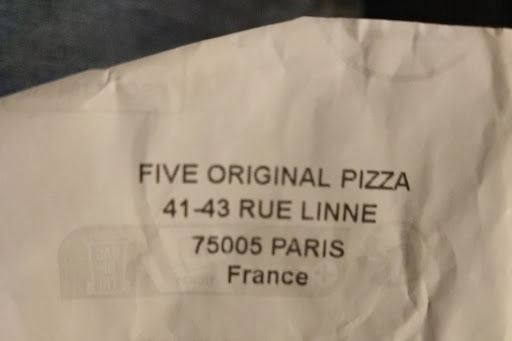 FIVE ORIGINAL PIZZA
41-43 RUE LINNE
75005 PARIS
France